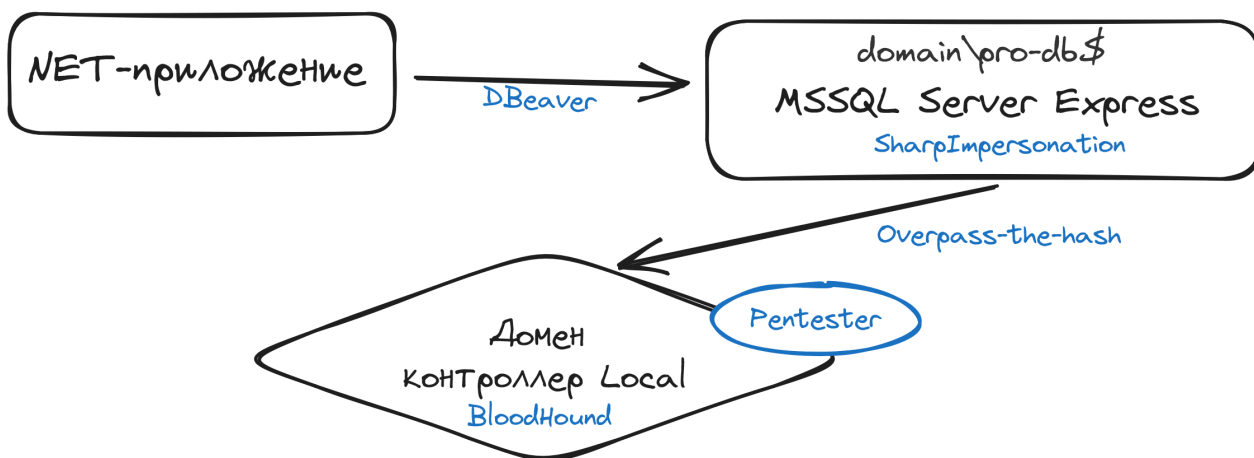 NET-приложение
DBeaver
domain\pro-db$
MSSQL Server Express
SharpImpersonation
Overpass-the-hash
Pentester
Домен
контроллер Local
BloodHound